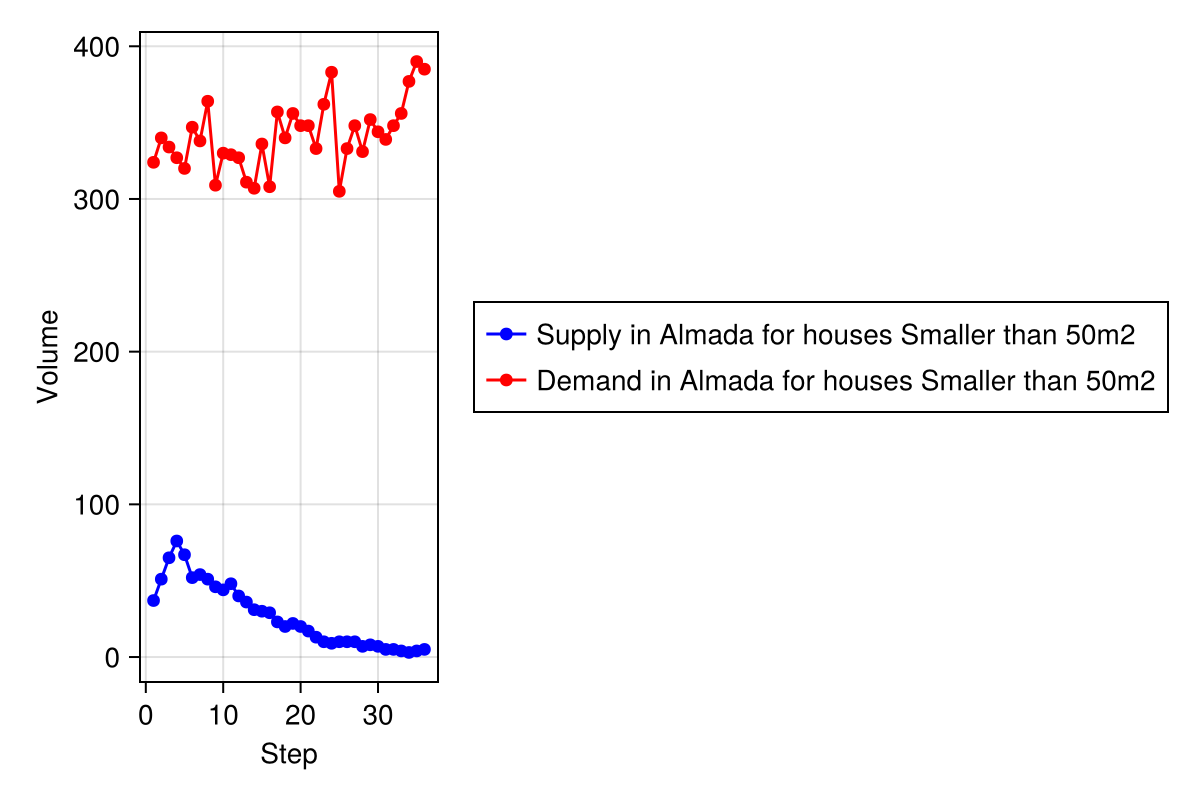 400
300
200
100
0
Volume
0 10 20 30
Step
Supply in Almada for houses Smaller than 50m2
Demand in Almada for houses Smaller than 50m2